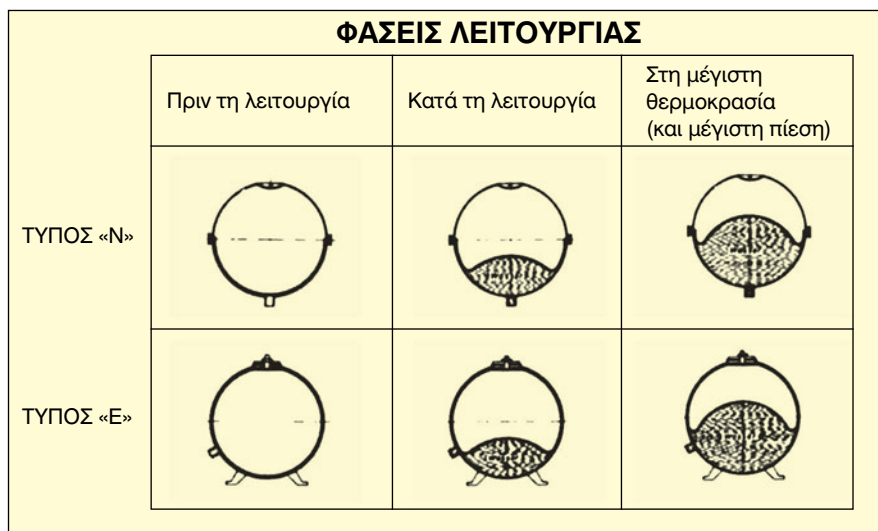 ΦΑΣΕΙΣ ΛΕΙΤΟΥΡΓΙΑΣ
Πριν τη λειτουργία
Κατά τη λειτουργία
Στη μέγιστη
θερμοκρασία
(και μέγιστη πίεση)
ΤΥΠΟΣ «Ν»
ΤΥΠΟΣ «Ε»